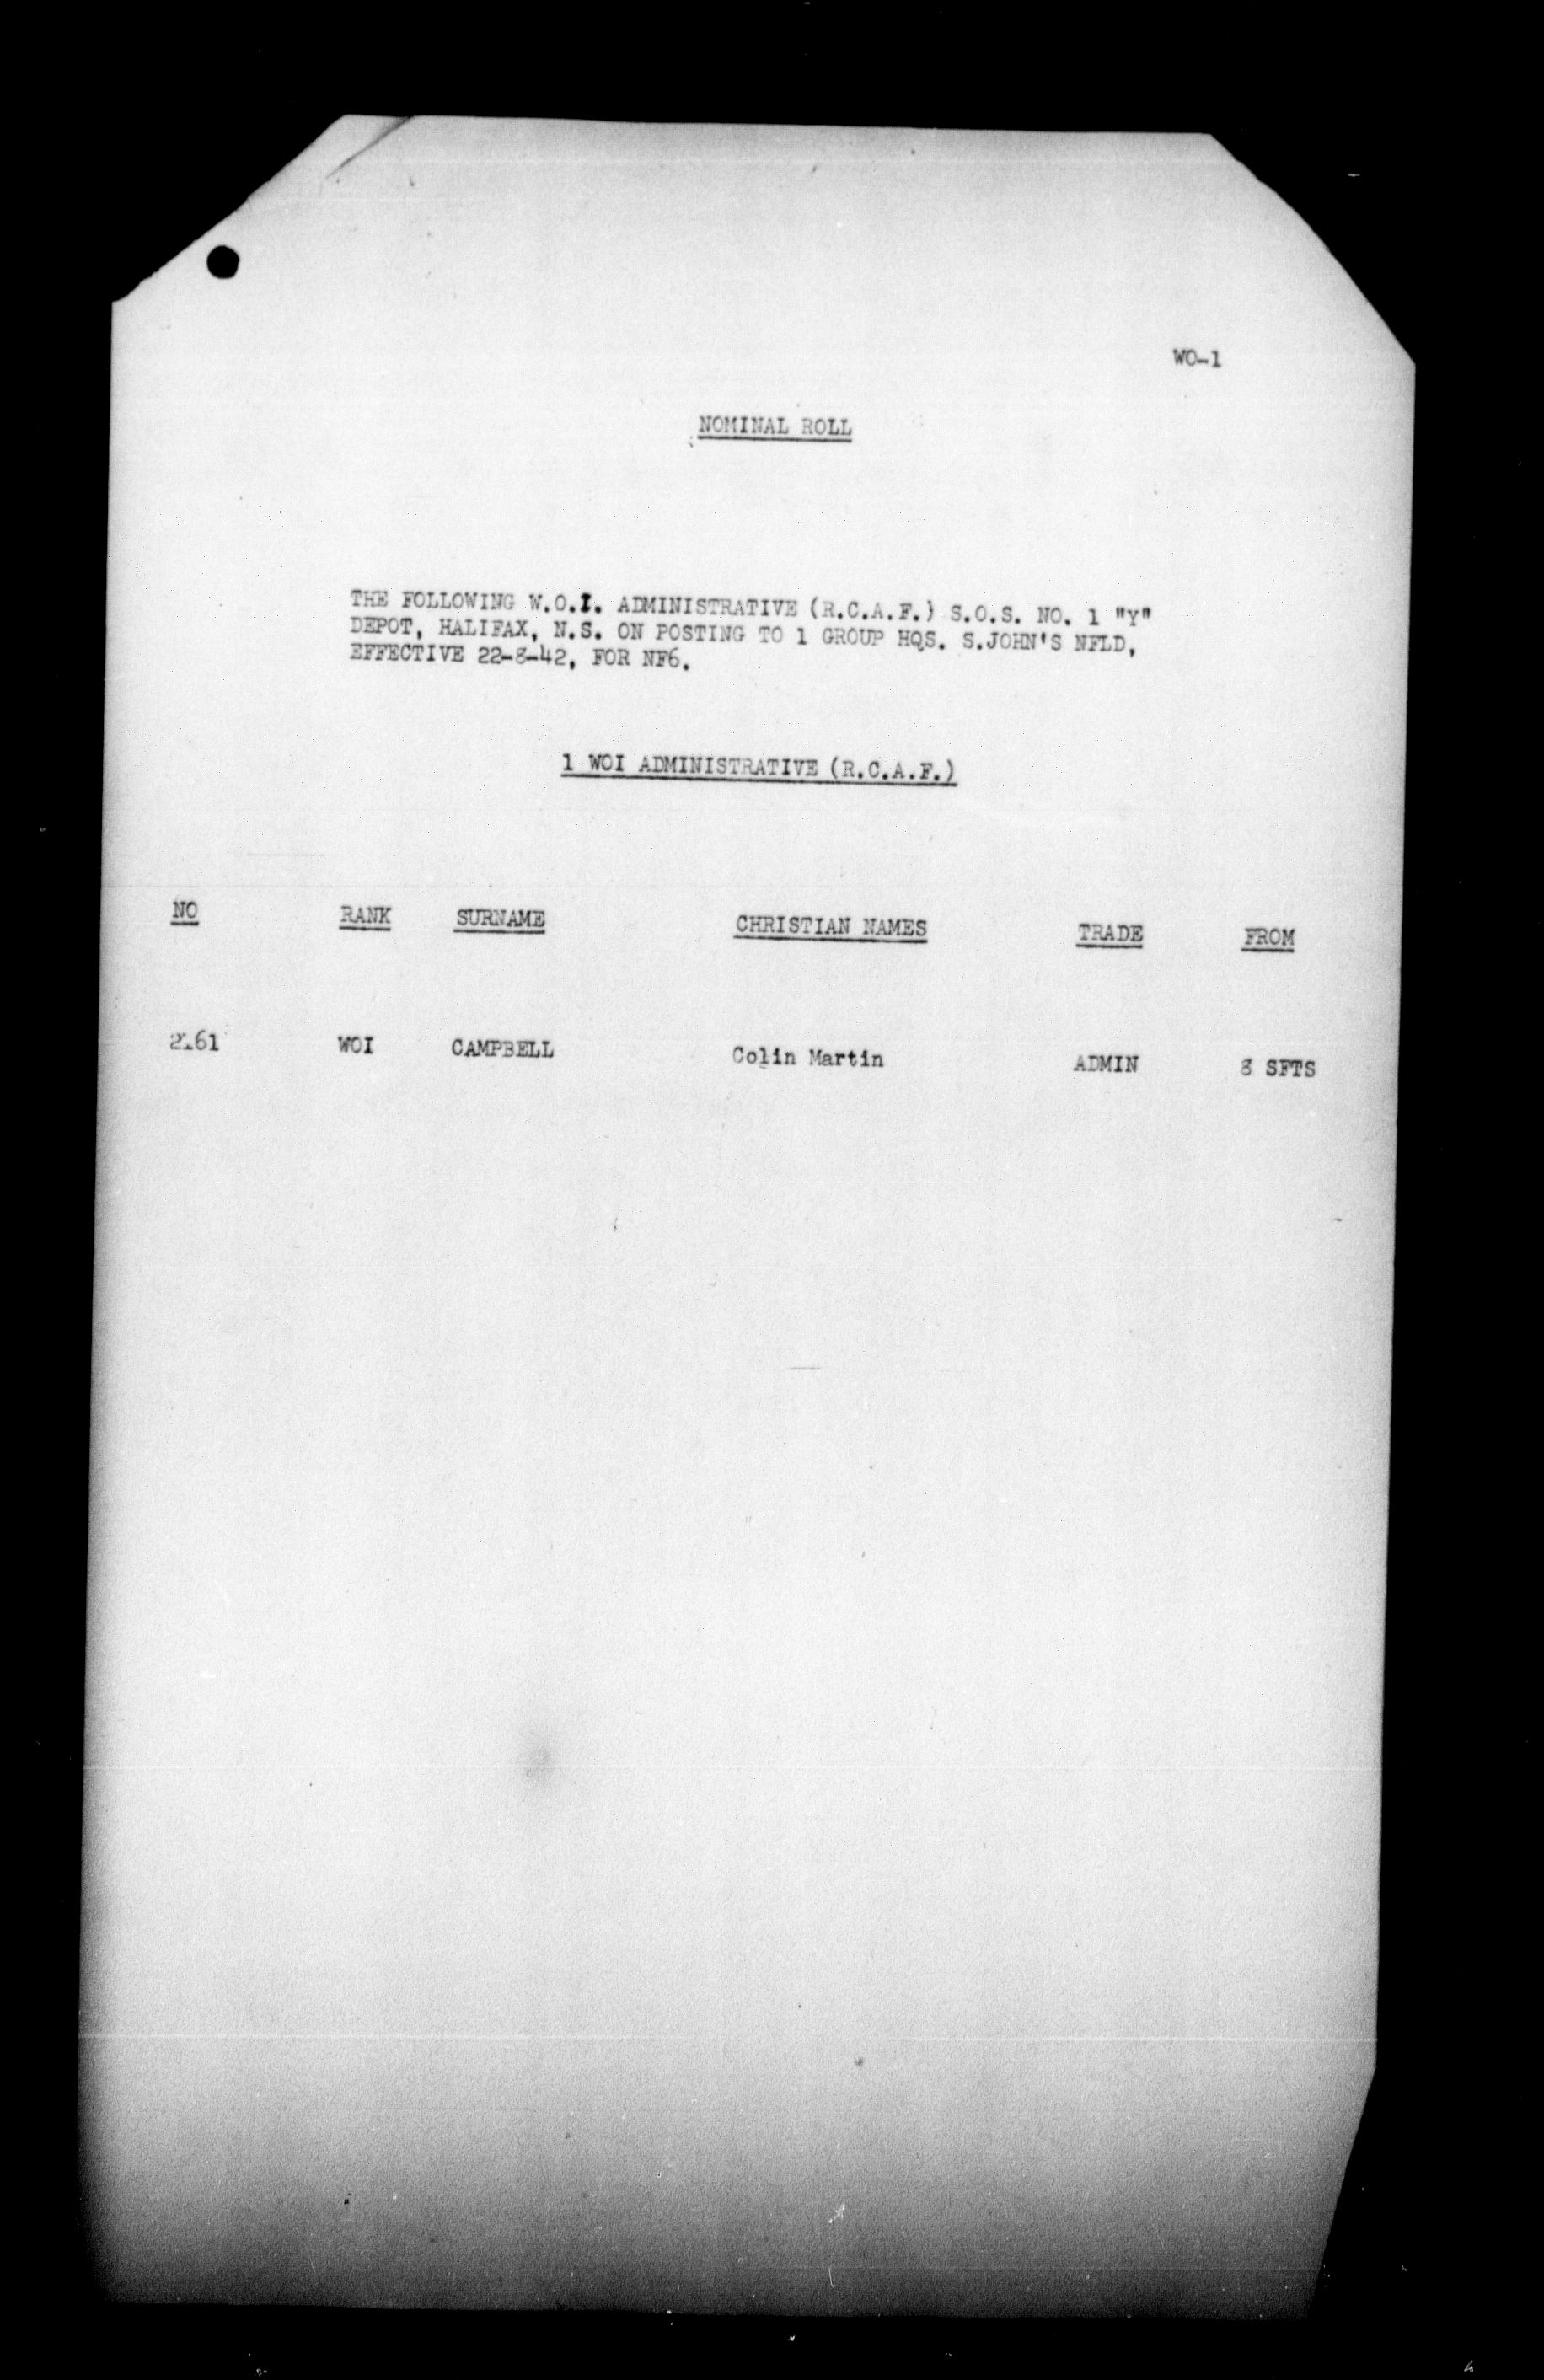 WO-1
NOMINAL ROLL
THE FOLLOWING W.O.I. ADMINISTRATIVE (R.C.A.F.) S.O.S. NO. 1 "Y"
DEPOT, HALIFAX, N.S. ON POSTING TO 1 GROUP HQS. S.JOHN'S NFLD,
EFFECTIVE 22-8-42, FOR NF6.
1 WOI ADMINISTRATIVE (R.C.A.F.)
NO RANK SURNAME CHRISTIAN NAMES TRADE FROM
WOI CAMPBELL Colin Martin ADMIN 8 SFTS